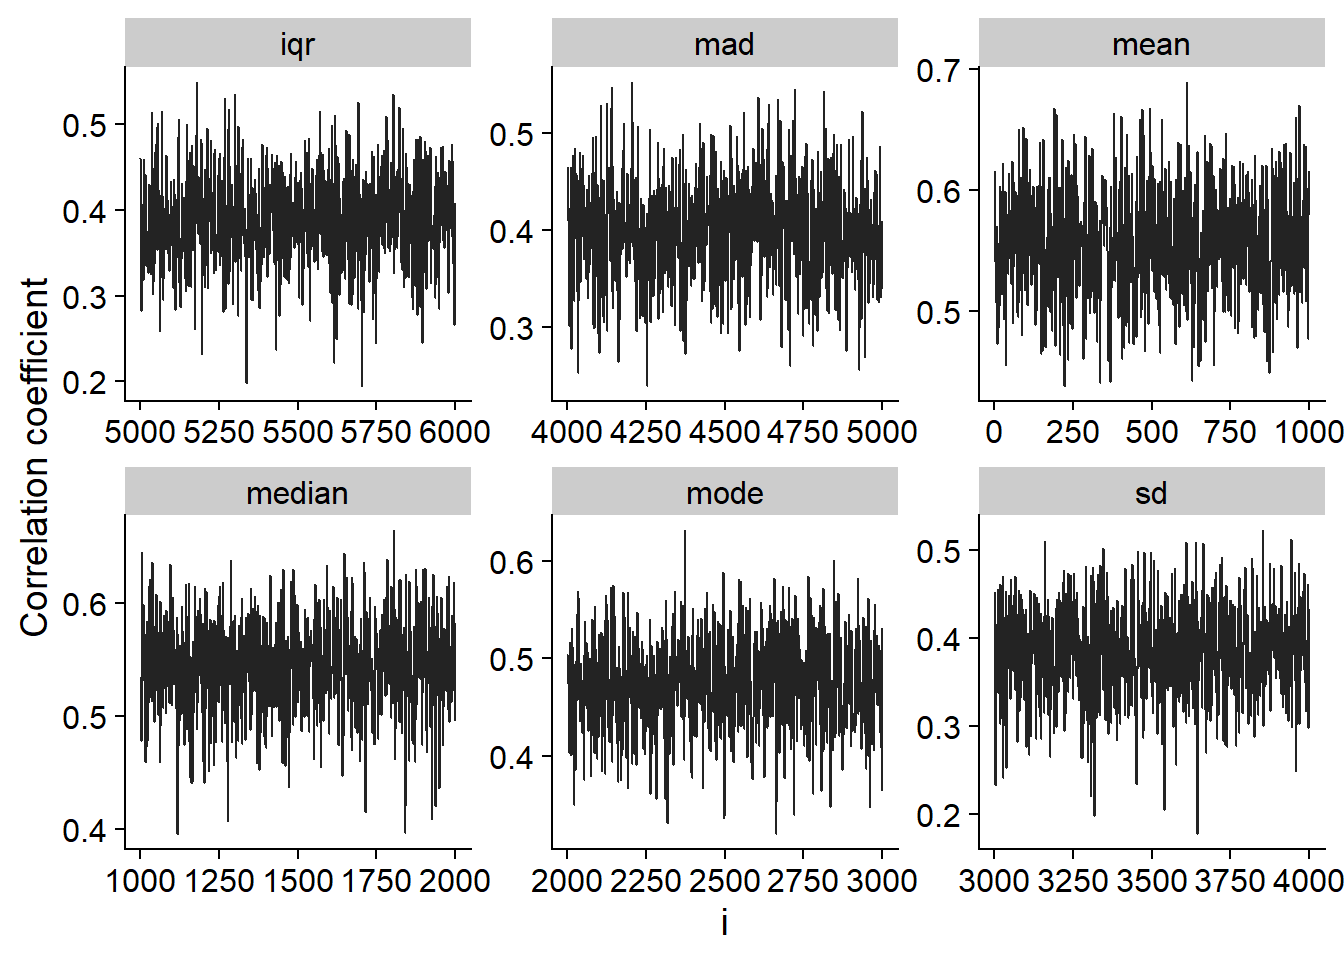 iqr mad mean
0.5
0.4
0.3
0.2
5000 5250 5500 5750 6000
0.5
0.4
0.3
4000 4250 4500 4750 5000
0.7
0.6
0.5
0 250 500 750 1000
Correlation coefficient
median mode sd
0.6
0.5
0.4
1000 1250 1500 1750 2000
0.6
0.5
0.4
2000 2250 2500 2750 3000
0.5
0.4
0.3
0.2
3000 3250 3500 3750 4000
i